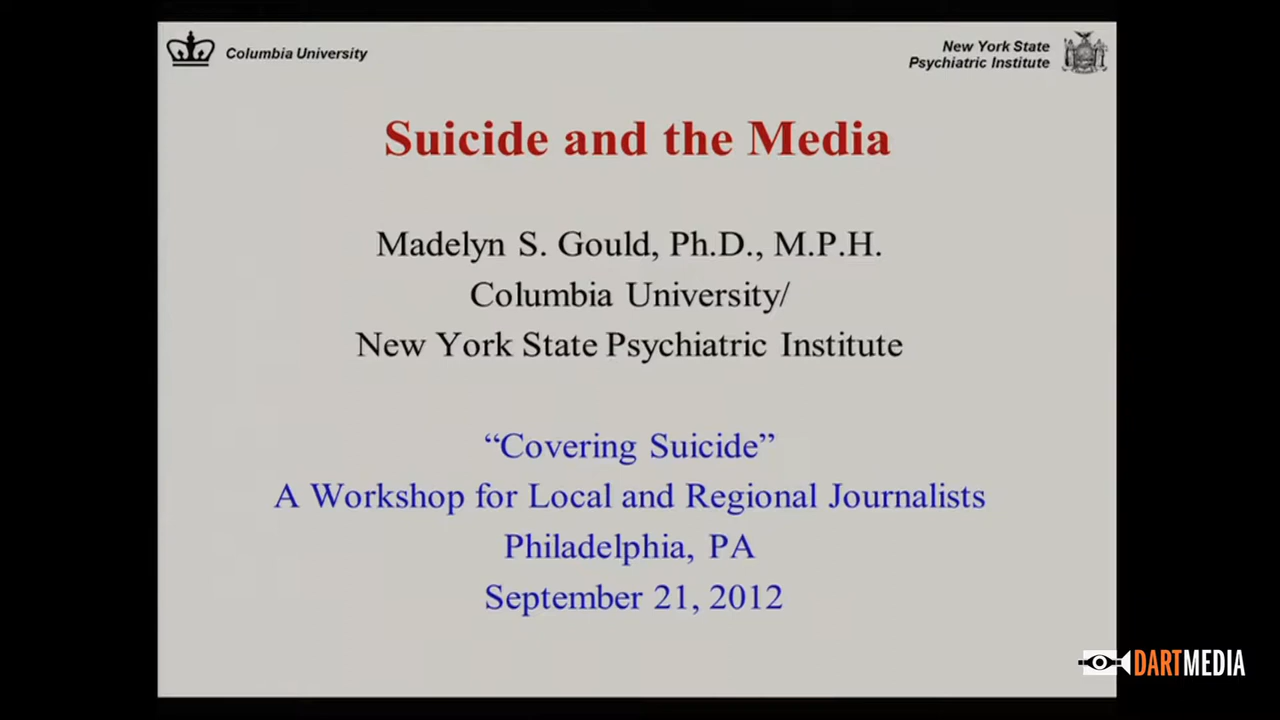 Columbia University
New York State
Psychiatric Institute
Suicide and the Media
Madelyn S. Gould, Ph.D., M.P.H.
Columbia University/
New York State Psychiatric Institute
“Covering Suicide”
A Workshop for Local and Regional Journalists
Philadelphia, PA
September 21, 2012
DARTMEDIA